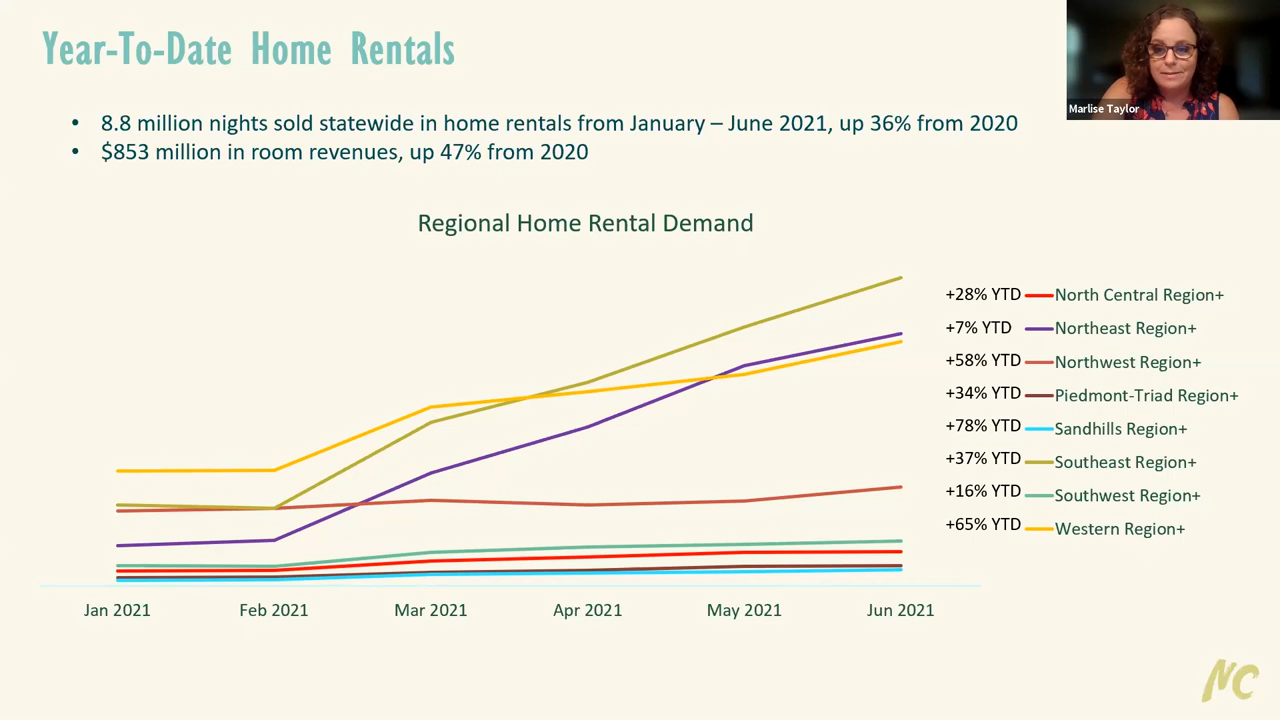 Year-To-Date Home Rentals
Marlise Taylor
• 8.8 million nights sold statewide in home rentals from January – June 2021, up 36% from 2020
• $853 million in room revenues, up 47% from 2020
Regional Home Rental Demand
+28% YTD North Central Region+
+7% YTD Northeast Region+
+58% YTD Northwest Region+
+34% YTD Piedmont-Triad Region+
+78% YTD Sandhills Region+
+37% YTD Southeast Region+
+16% YTD Southwest Region+
+65% YTD Western Region+
Jan 2021 Feb 2021 Mar 2021 Apr 2021 May 2021 Jun 2021
NC